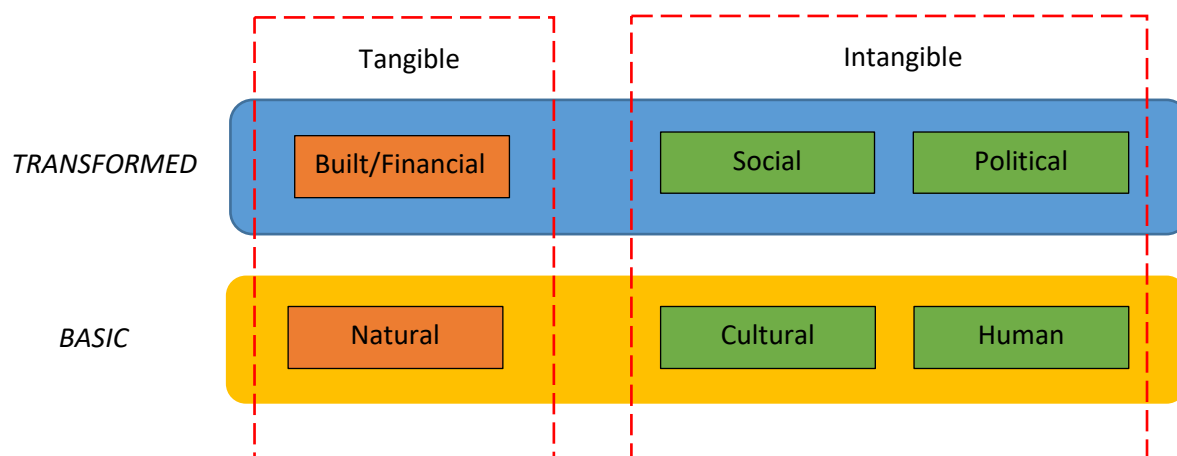 Tangible
Intangible
TRANSFORMED
Built/Financial
Social
Political
BASIC
Natural
Cultural
Human